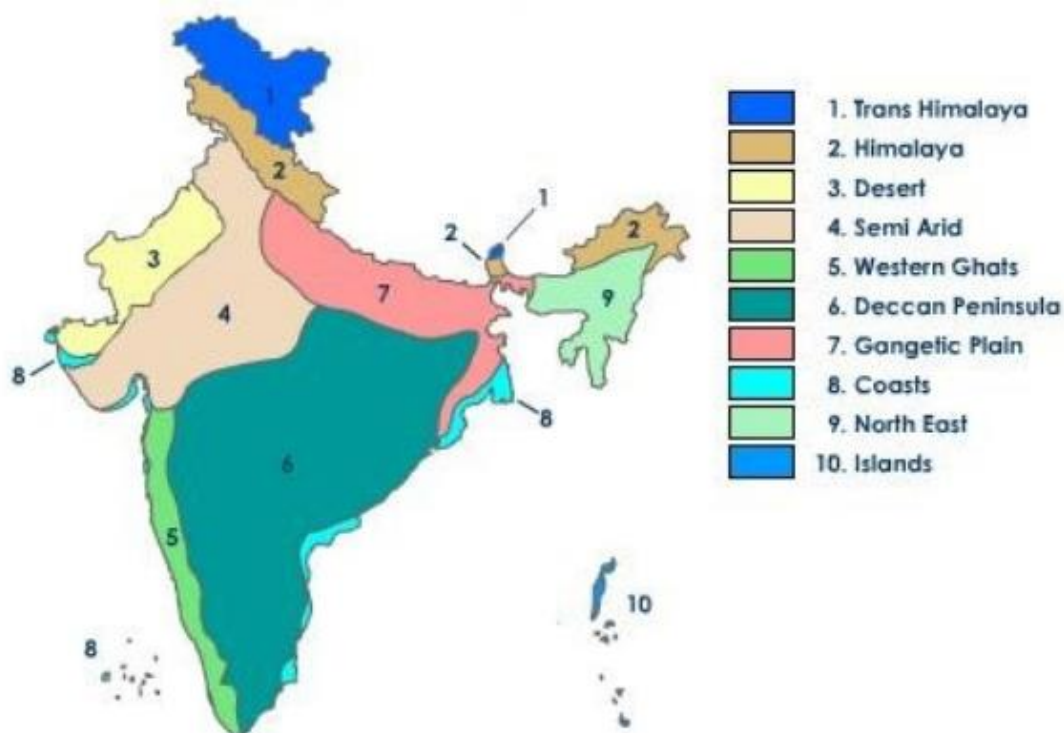 1
2
1
2
2
3
9
7
4
8
8
6
5
10
8
1. Trans Himalaya
2. Himalaya
3. Desert
4. Semi Arid
5. Western Ghats
6. Deccan Peninsula
7. Gangetic Plain
8. Coasts
9. North East
10. Islands